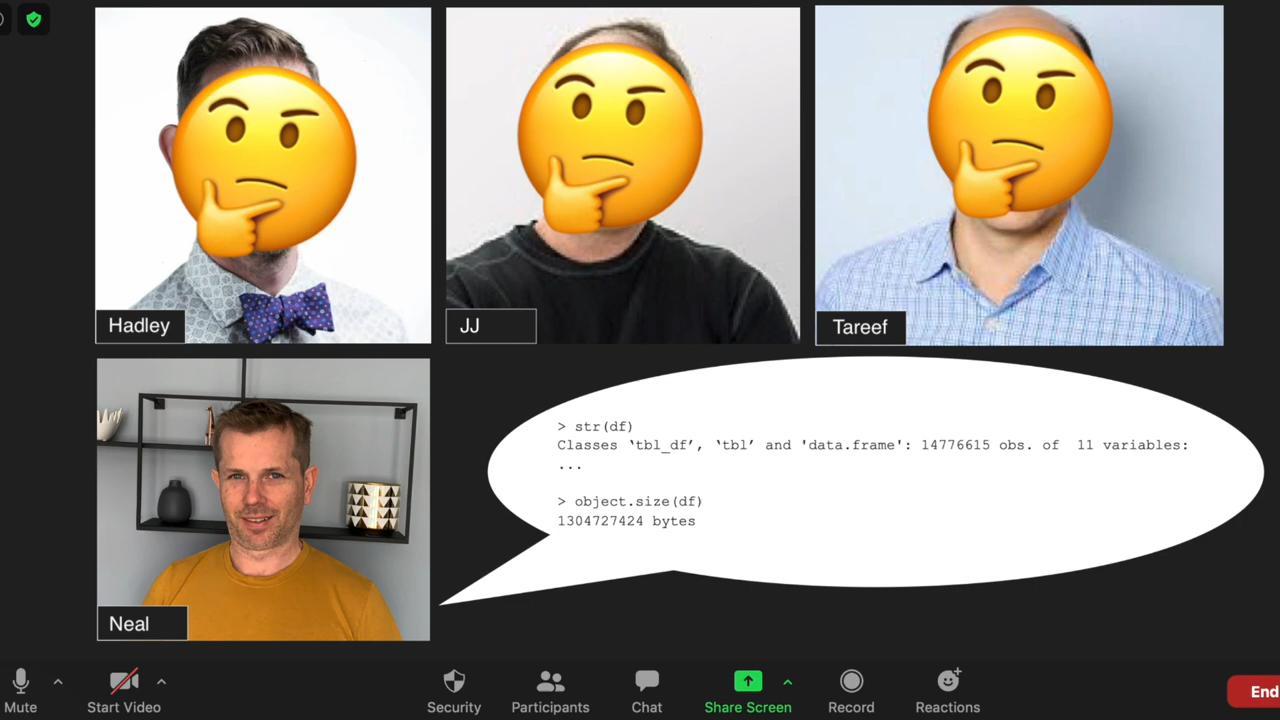 Hadley
JJ
Tareef
Neal
> str(df)
Classes ‘tbl_df’, ‘tbl’ and 'data.frame': 14776615 obs. of  11 variables:
...
> object.size(df)
1304727424 bytes
Mute
Start Video
Security
Participants
Chat
Share Screen
Record
Reactions
End